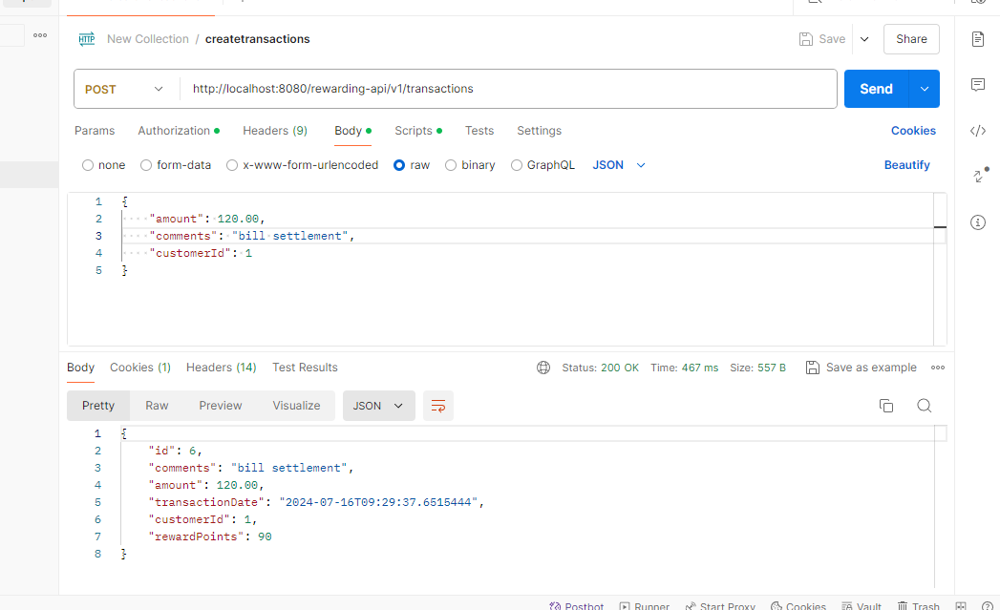 New Collection / createtransactions
Save
Share
HTTP
POST
http://localhost:8080/rewarding-api/v1/transactions
Send
Params Authorization Headers (9) Body Scripts Tests Settings
Cookies
none form-data x-www-form-urlencoded raw binary GraphQL JSON
Beautify
1 {
2 "amount": 120.00,
3 "comments": "bill settlement",
4 "customerId": 1
5 }
Body Cookies (1) Headers (14) Test Results
Status: 200 OK Time: 467 ms Size: 557 B
Save as example
Pretty Raw Preview Visualize JSON
1 {
2 "id": 6,
3 "comments": "bill settlement",
4 "amount": 120.00,
5 "transactionDate": "2024-07-16T09:29:37.6515444",
6 "customerId": 1,
7 "rewardPoints": 90
8 }
Postbot Runner Start Proxy Cookies Vault Trash